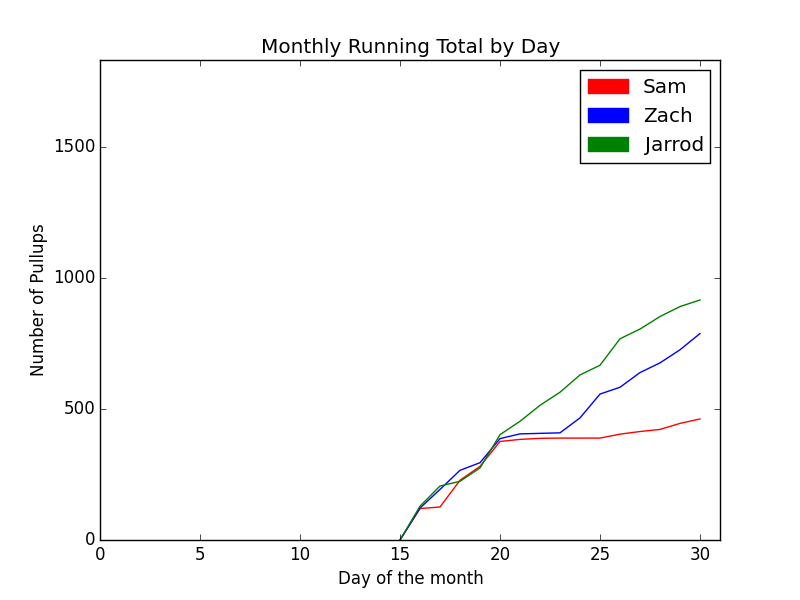 Monthly Running Total by Day
Sam
Zach
Jarrod
1500
1000
500
0
Number of Pullups
0 5 10 15 20 25 30
Day of the month